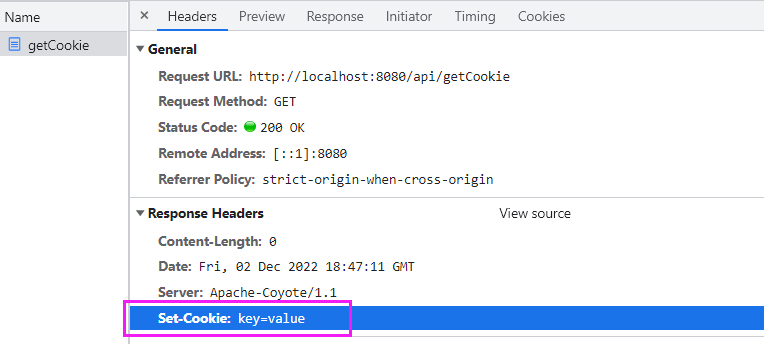 Name
getCookie
× Headers Preview Response Initiator Timing Cookies
General
Request URL: http://localhost:8080/api/getCookie
Request Method: GET
Status Code: 200 OK
Remote Address: [::1]:8080
Referrer Policy: strict-origin-when-cross-origin
Response Headers View source
Content-Length: 0
Date: Fri, 02 Dec 2022 18:47:11 GMT
Server: Apache-Coyote/1.1
Set-Cookie: key=value